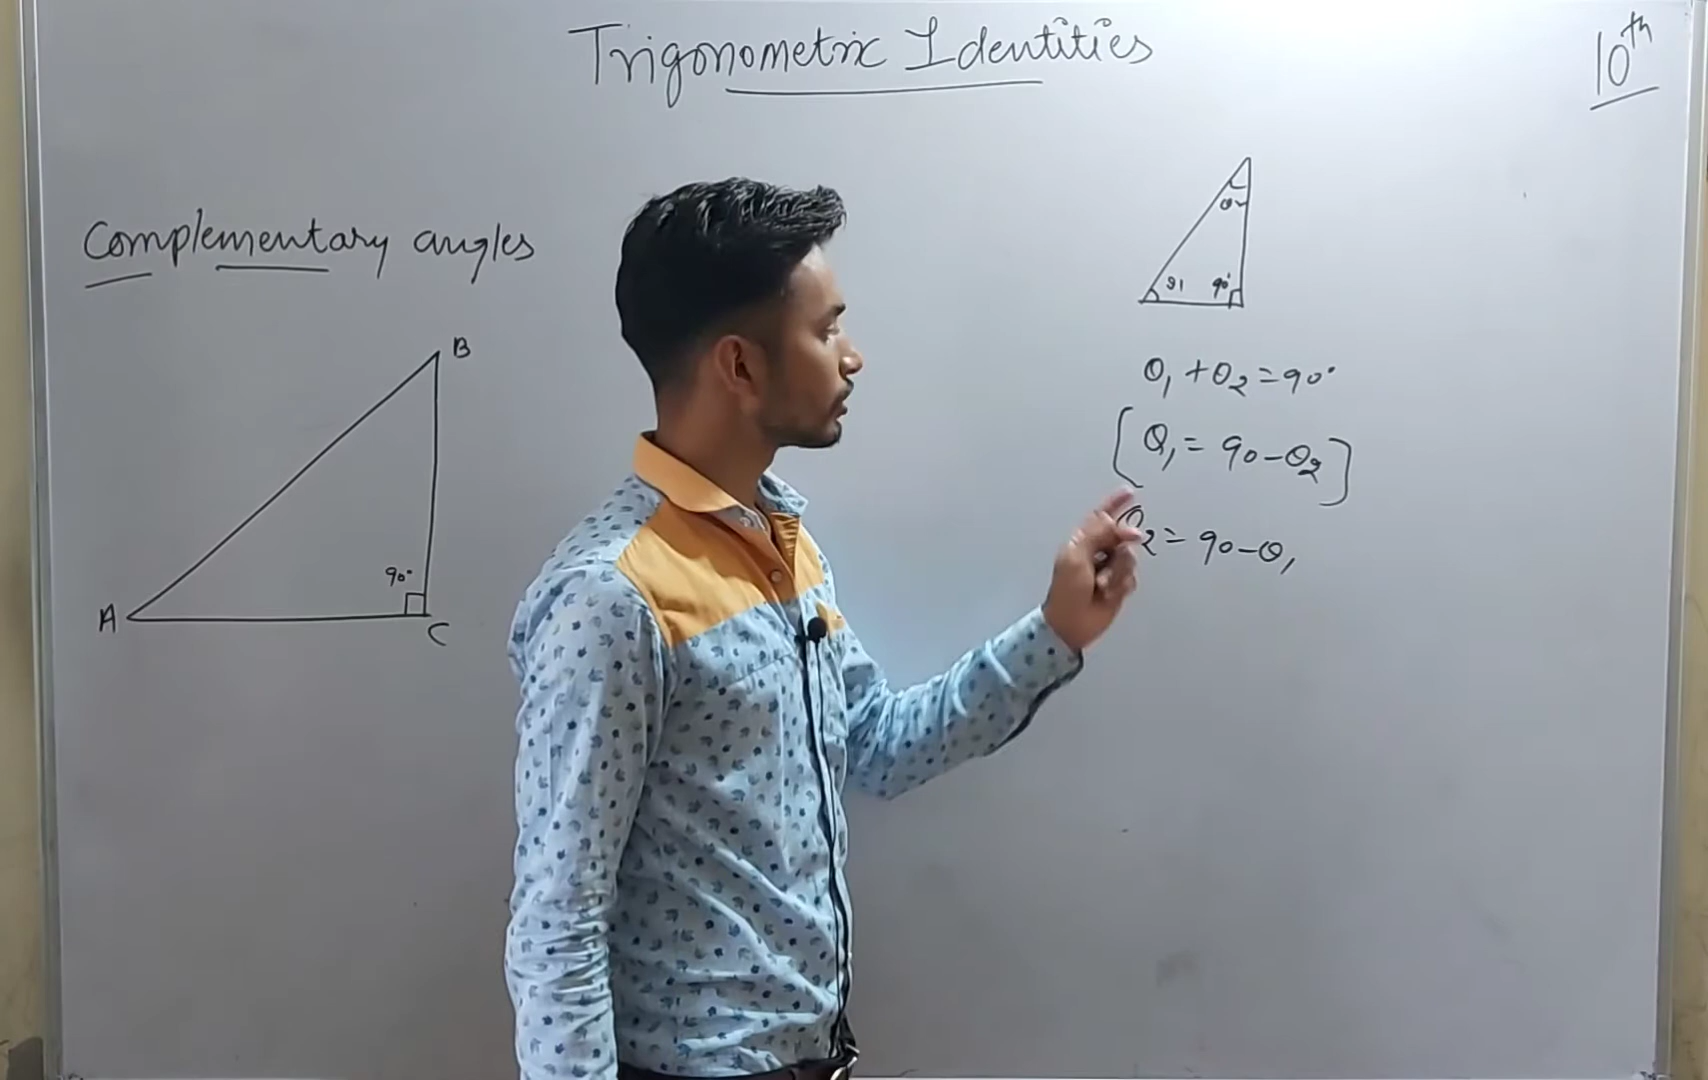 Trigonometric Identities
10th
Complementary angles
B
90°
A
C
θ2
θ1
90°
θ1 + θ2 = 90°
[θ1 = 90 - θ2]
θ2 = 90 - θ1